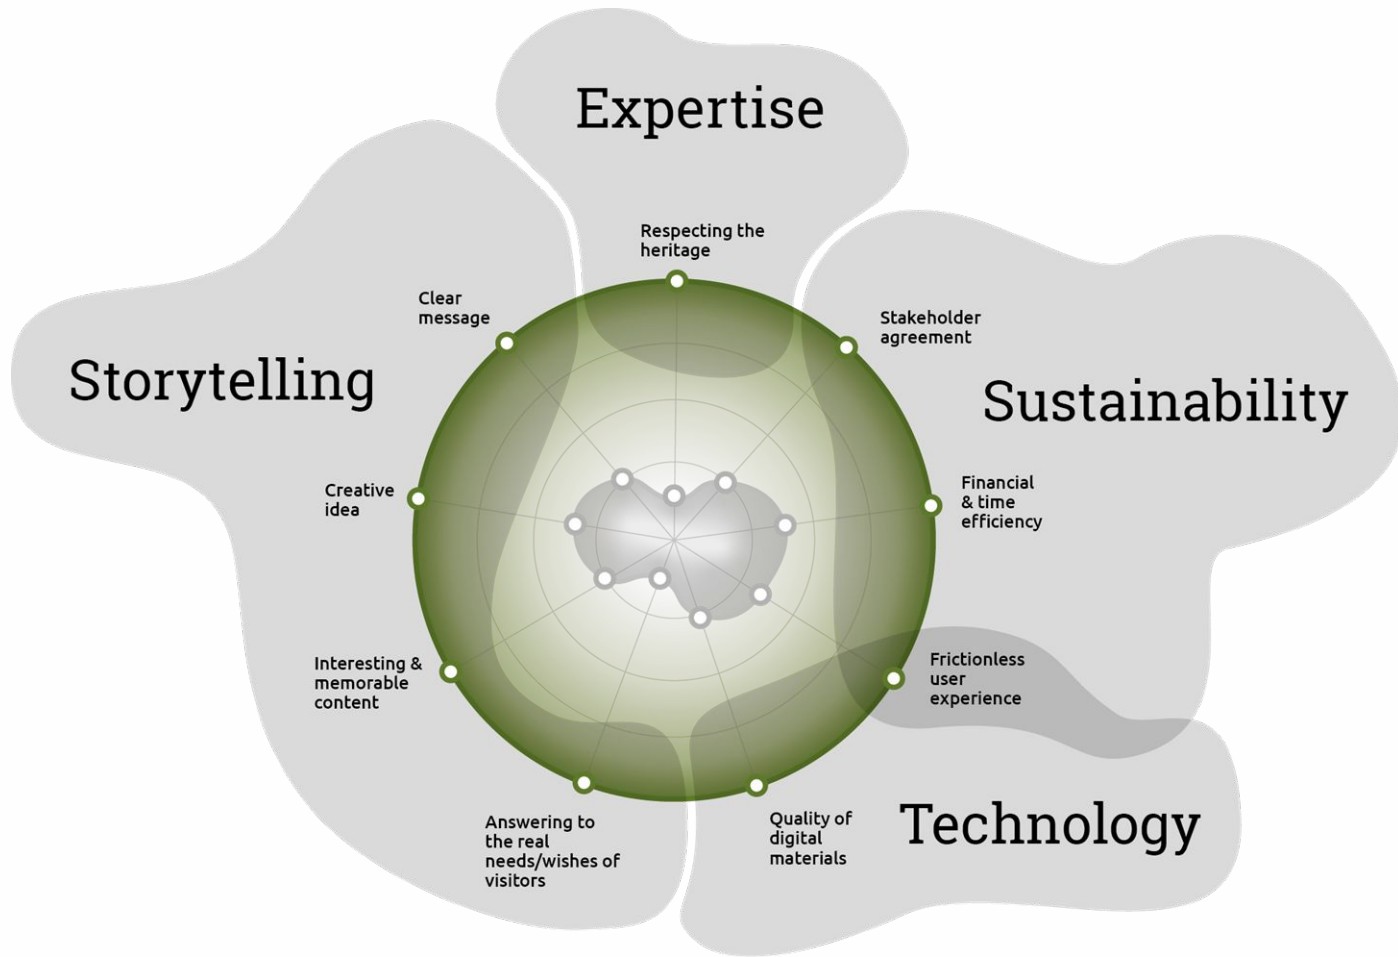 Expertise
Respecting the
heritage
Clear
message
Stakeholder
agreement
Storytelling
Sustainability
Creative
idea
Financial
& time
efficiency
Interesting &
memorable
content
Frictionless
user
experience
Answering to
the real
needs/wishes of
visitors
Quality of
digital
materials
Technology